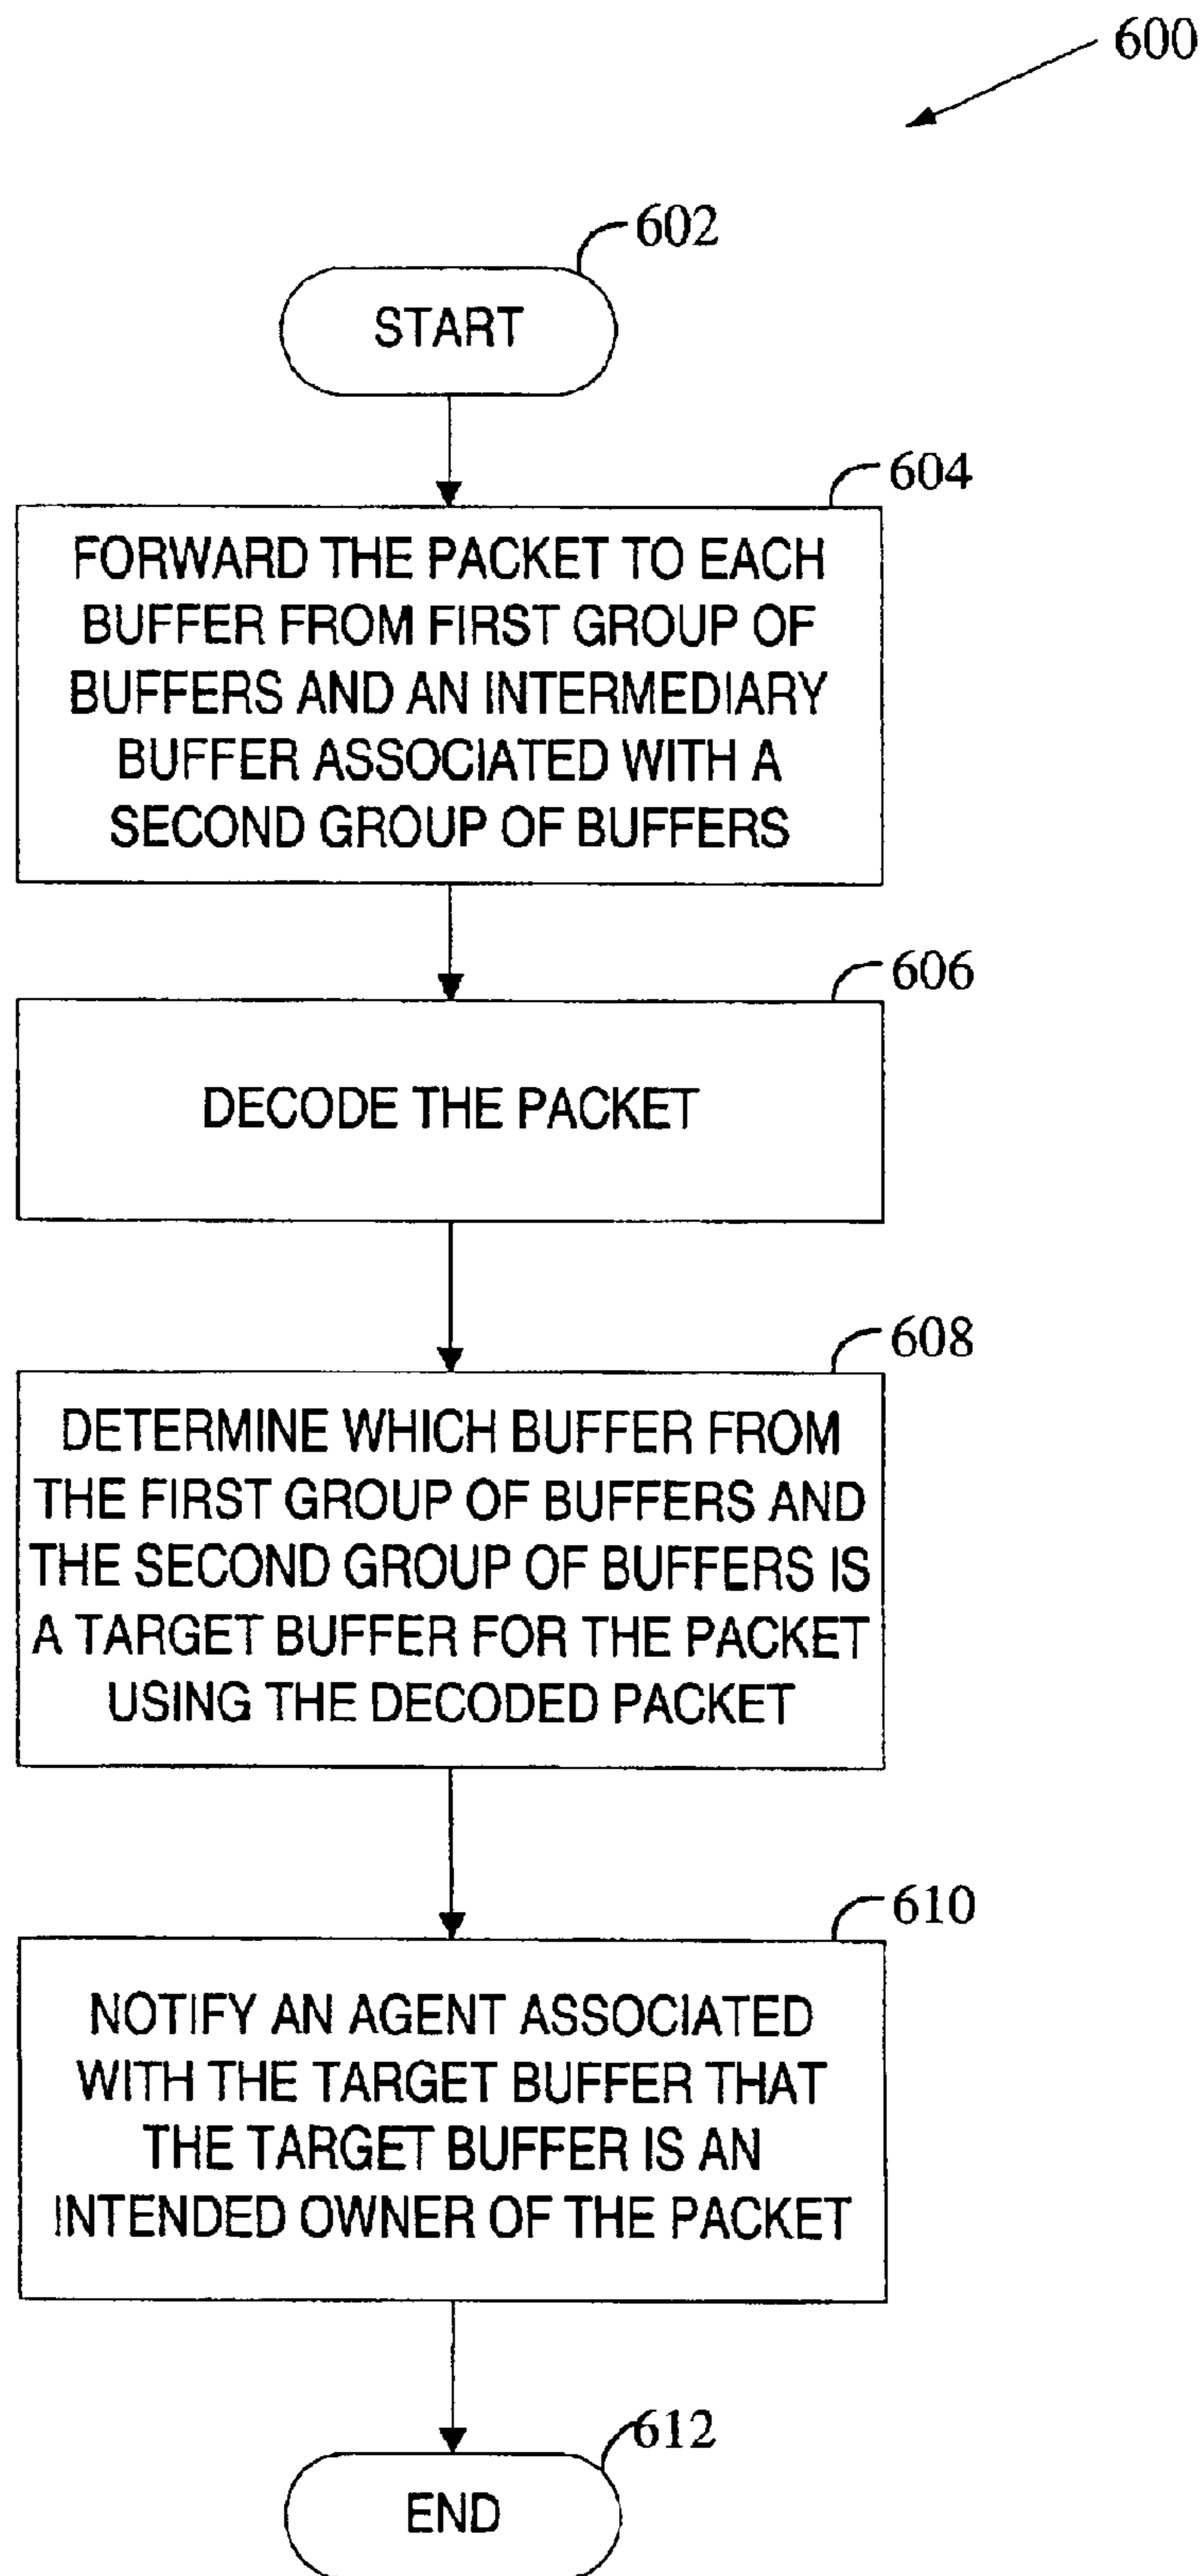 600
602
START
604
FORWARD THE PACKET TO EACH
BUFFER FROM FIRST GROUP OF
BUFFERS AND AN INTERMEDIARY
BUFFER ASSOCIATED WITH A
SECOND GROUP OF BUFFERS
606
DECODE THE PACKET
608
DETERMINE WHICH BUFFER FROM
THE FIRST GROUP OF BUFFERS AND
THE SECOND GROUP OF BUFFERS IS
A TARGET BUFFER FOR THE PACKET
USING THE DECODED PACKET
610
NOTIFY AN AGENT ASSOCIATED
WITH THE TARGET BUFFER THAT
THE TARGET BUFFER IS AN
INTENDED OWNER OF THE PACKET
612
END